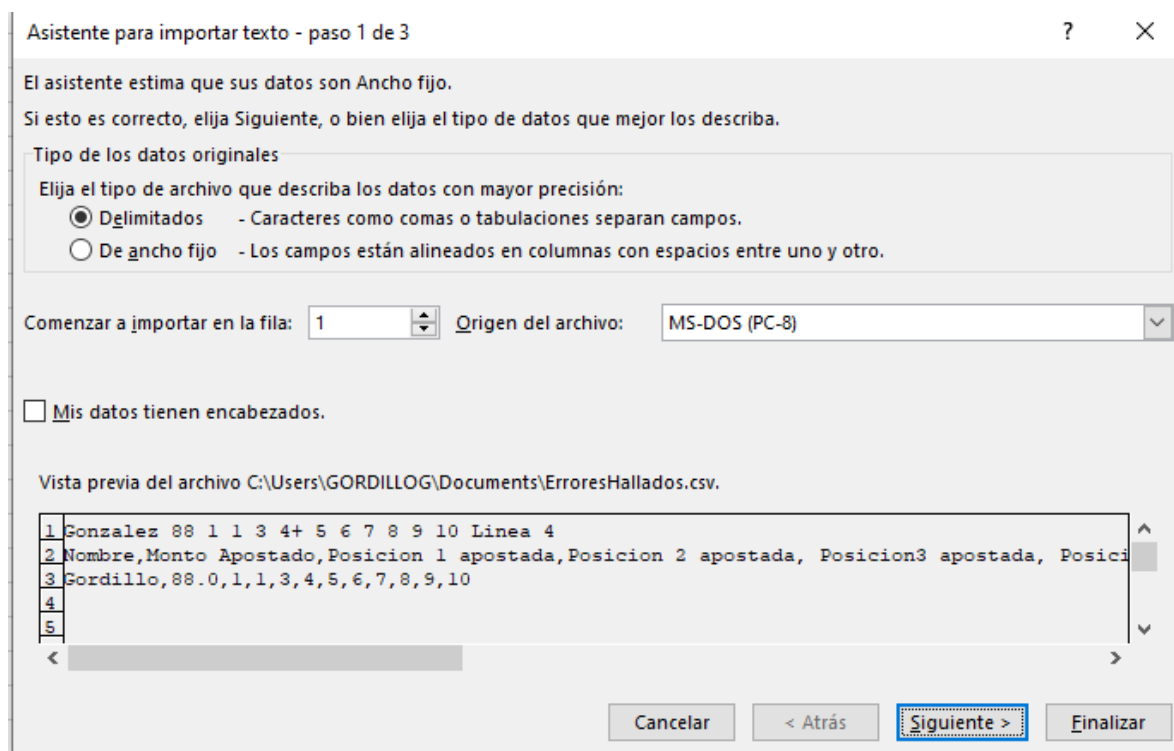 Asistente para importar texto - paso 1 de 3 ?
El asistente estima que sus datos son Ancho fijo.
Si esto es correcto, elija Siguiente, o bien elija el tipo de datos que mejor los describa.
Tipo de los datos originales
Elija el tipo de archivo que describa los datos con mayor precisión:
Delimitados - Caracteres como comas o tabulaciones separan campos.
De ancho fijo - Los campos están alineados en columnas con espacios entre uno y otro.
Comenzar a importar en la fila: 1 Origen del archivo: MS-DOS (PC-8)
Mis datos tienen encabezados.
Vista previa del archivo C:\Users\GORDILLOG\Documents\ErroresHallados.csv.
1 Gonzalez 88 1 1 3 4+ 5 6 7 8 9 10 Linea 4
2 Nombre,Monto Apostado,Posicion 1 apostada,Posicion 2 apostada, Posicion3 apostada, Posici
3 Gordillo,88.0,1,1,3,4,5,6,7,8,9,10
4
5
Cancelar < Atrás Siguiente > Finalizar